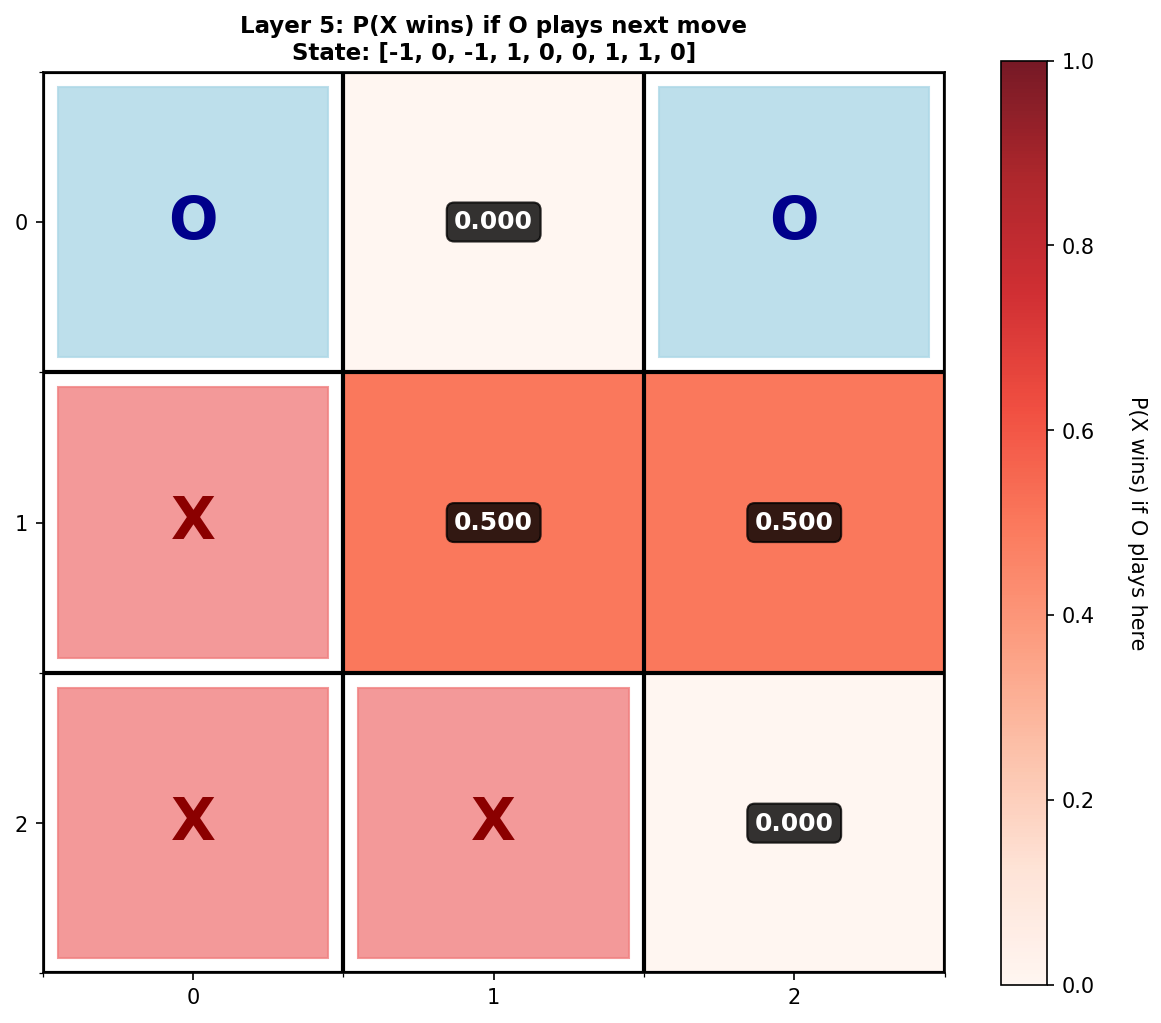 Layer 5: P(X wins) if O plays next move
State: [-1, 0, -1, 1, 0, 0, 1, 1, 0]
0
O
0.000
O
1
X
0.500
0.500
2
X
X
0.000
0
1
2
1.0
0.8
0.6
0.4
0.2
0.0
P(X wins) if O plays here